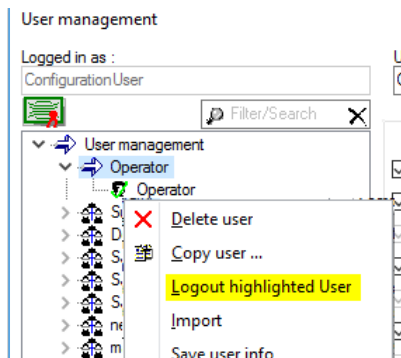 User management
Logged in as :
ConfigurationUser
Filter/Search
User management
Operator
Operator
Delete user
Copy user ...
Logout highlighted User
Import
Save user info